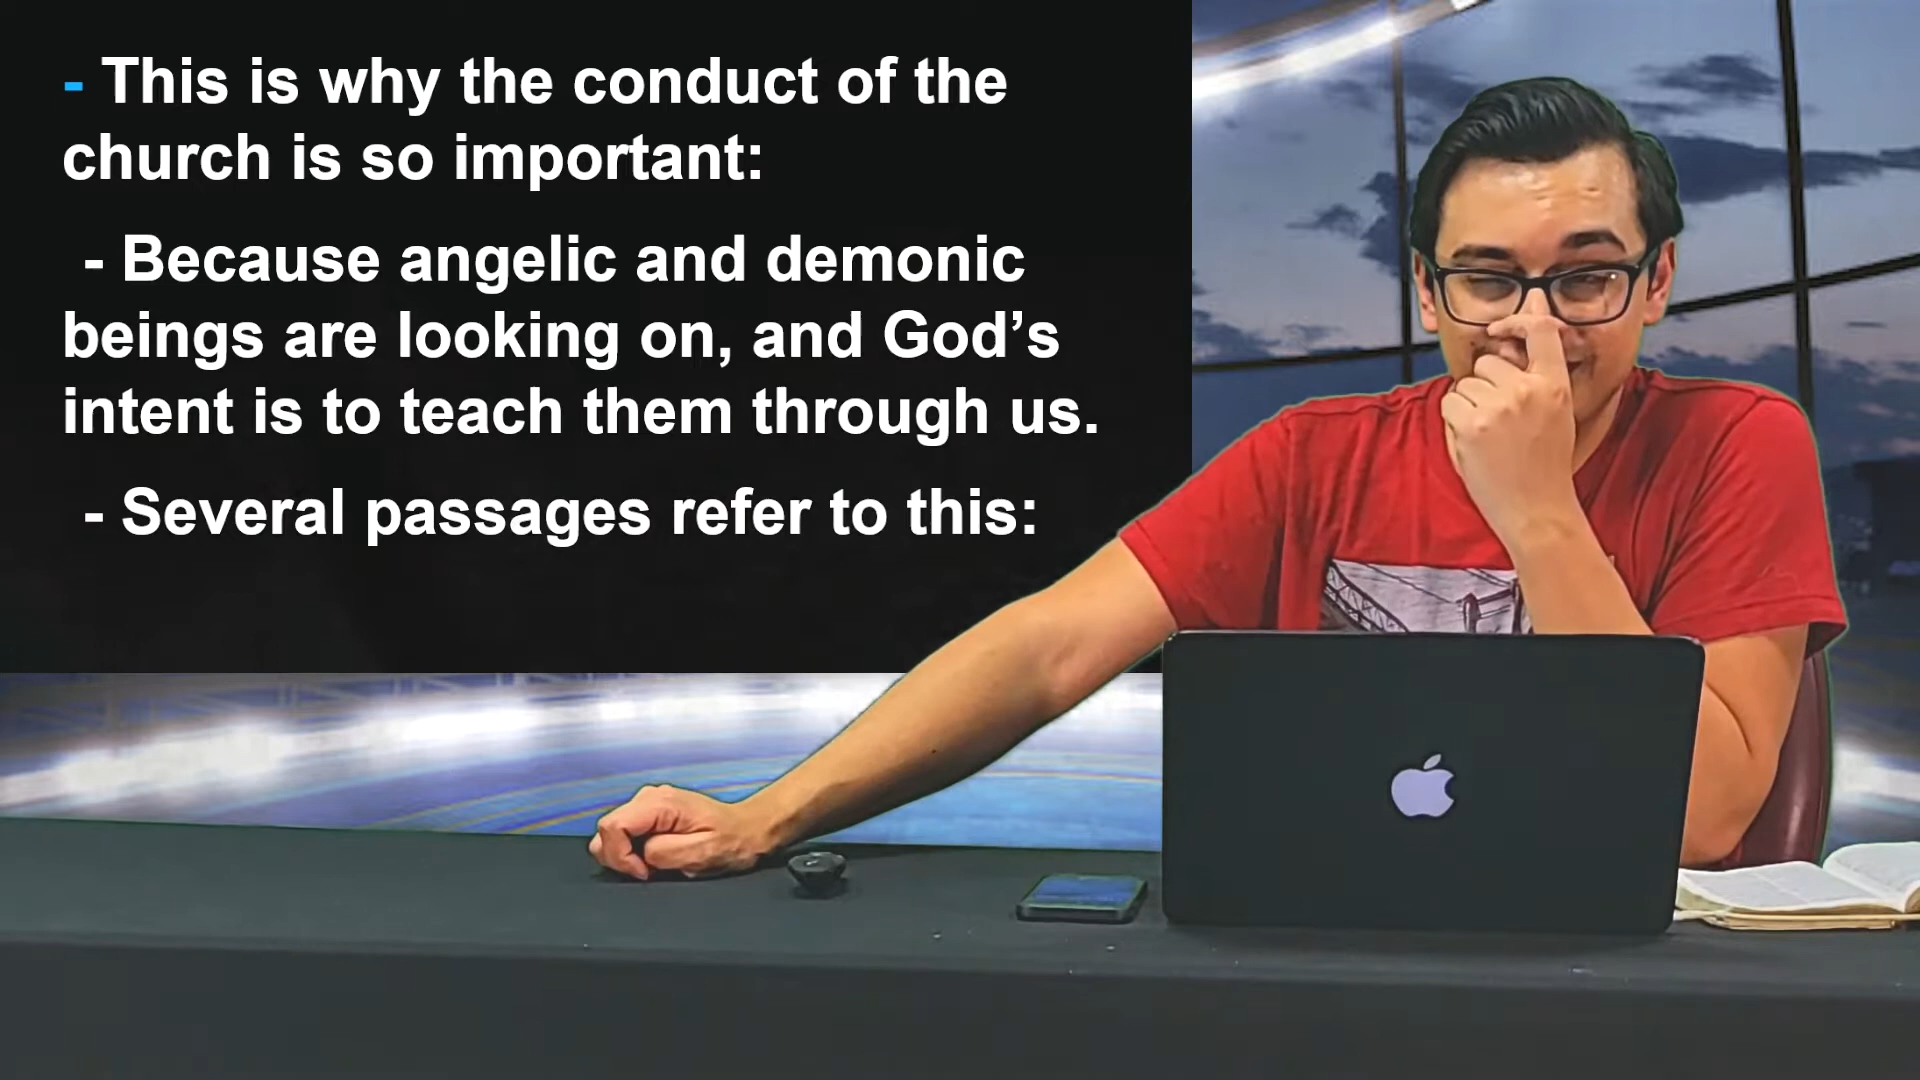 - This is why the conduct of the
church is so important:
- Because angelic and demonic
beings are looking on, and God’s
intent is to teach them through us.
- Several passages refer to this: